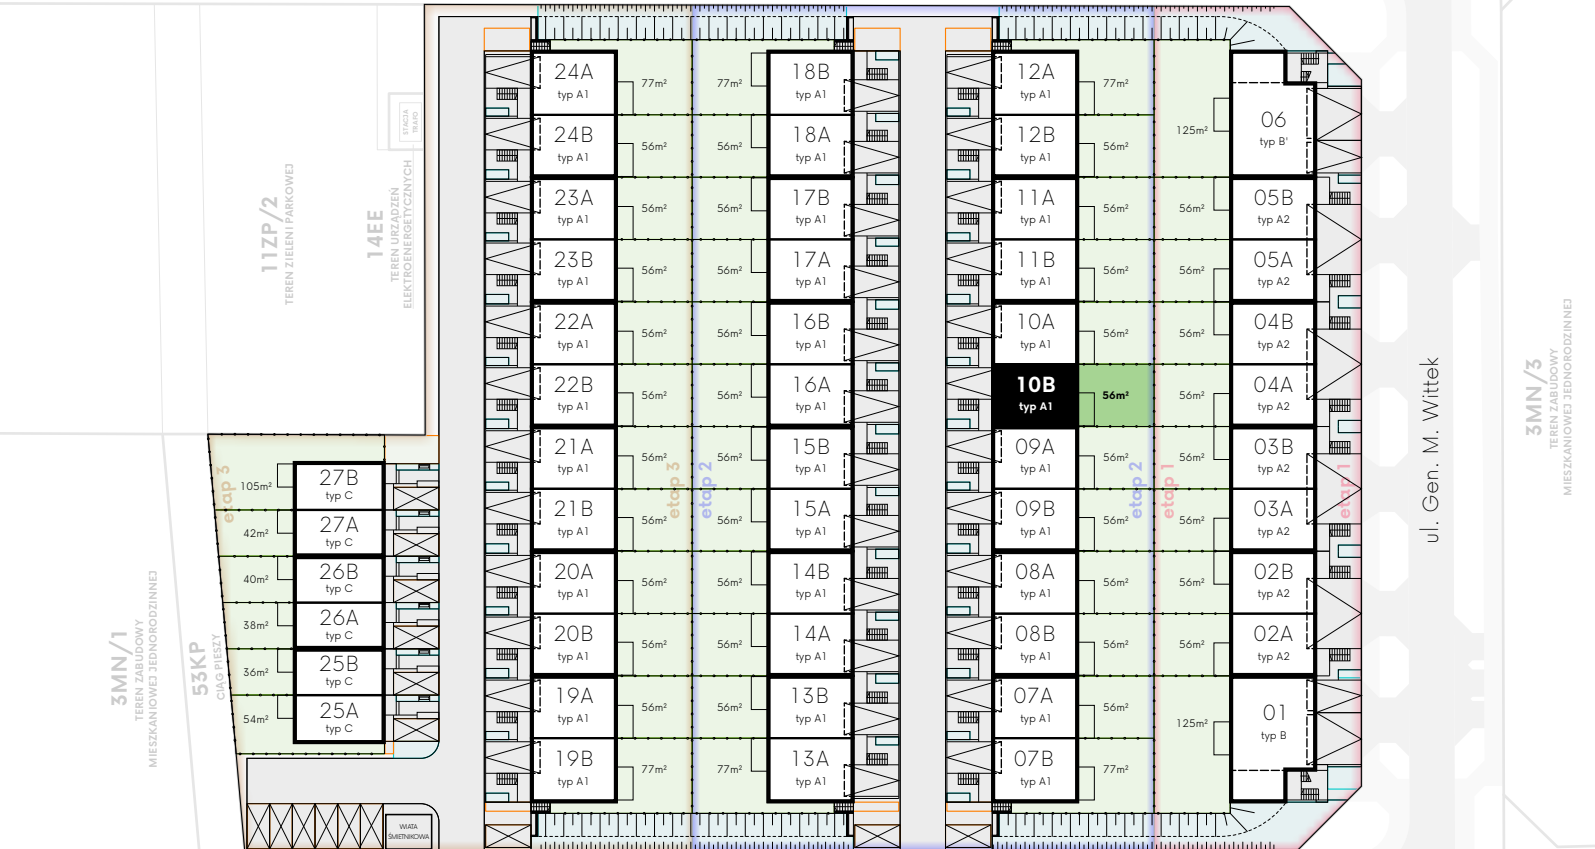 11ZP/2
TEREN ZIELENI PARKOWEJ
14EE
TEREN URZĄDZEŃ
ELEKTROENERGETYCZNYCH
STACJA
TRAFO
24A
typ A1
77m²
24B
typ A1
56m²
23A
typ A1
56m²
23B
typ A1
56m²
22A
typ A1
56m²
22B
typ A1
56m²
21A
typ A1
56m²
21B
typ A1
56m²
20A
typ A1
56m²
20B
typ A1
56m²
19A
typ A1
56m²
19B
typ A1
77m²
etap 3
etap 2
77m²
18B
typ A1
56m²
18A
typ A1
56m²
17B
typ A1
56m²
17A
typ A1
56m²
16B
typ A1
56m²
16A
typ A1
56m²
15B
typ A1
56m²
15A
typ A1
56m²
14B
typ A1
56m²
14A
typ A1
56m²
13B
typ A1
77m²
13A
typ A1
12A
typ A1
77m²
12B
typ A1
56m²
11A
typ A1
56m²
11B
typ A1
56m²
10A
typ A1
56m²
10B
typ A1
56m²
09A
typ A1
56m²
09B
typ A1
56m²
08A
typ A1
56m²
08B
typ A1
56m²
07A
typ A1
56m²
07B
typ A1
77m²
etap 2
etap 1
125m²
06
typ B'
56m²
05B
typ A2
56m²
05A
typ A2
56m²
04B
typ A2
56m²
04A
typ A2
56m²
03B
typ A2
56m²
03A
typ A2
56m²
02B
typ A2
56m²
02A
typ A2
125m²
01
typ B
etap 1
ul. Gen. M. Wittek
3MN/3
TEREN ZABUDOWY
MIESZKANIOWEJ JEDNORODZINNEJ
etap 3
105m²
27B
typ C
42m²
27A
typ C
40m²
26B
typ C
38m²
26A
typ C
36m²
25B
typ C
54m²
25A
typ C
3MN/1
TEREN ZABUDOWY
MIESZKANIOWEJ JEDNORODZINNEJ
53KP
CIĄG PIESZY
WIATA
ŚMIETNIKOWA